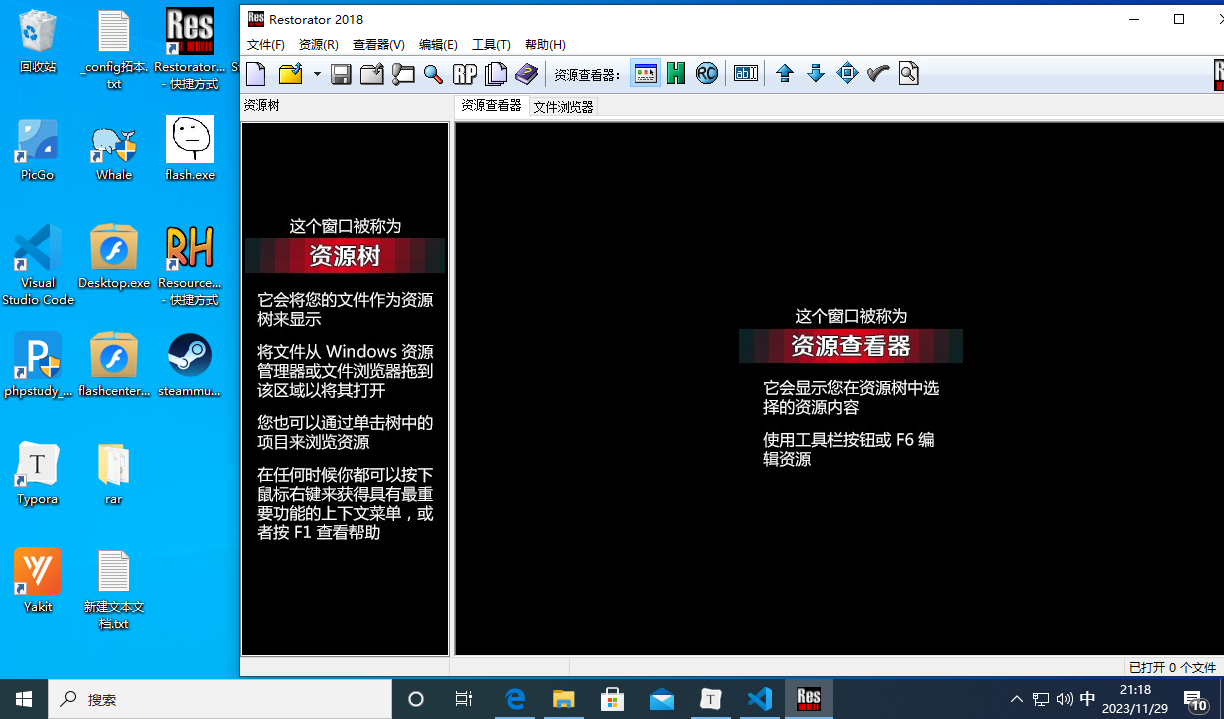 回收站
_config拓本.
txt
Res
Restorator...
- 快捷方式
PicGo
Whale
flash.exe
Visual
Studio Code
Desktop.exe
RH
Resource...
- 快捷方式
phpstudy_...
flashcenter...
steammu...
T
Typora
rar
Yakit
新建文本文
档.txt
Res
Restorator 2018
文件(F) 资源(R) 查看器(V) 编辑(E) 工具(T) 帮助(H)
RP
资源查看器:
H
RC
ab
资源树
资源查看器
文件浏览器
这个窗口被称为
资源树
它会将您的文件作为资源
树来显示
将文件从 Windows 资源
管理器或文件浏览器拖到
该区域以将其打开
您也可以通过单击树中的
项目来浏览资源
在任何时候你都可以按下
鼠标右键来获得具有最重
要功能的上下文菜单，或
者按 F1 查看帮助
这个窗口被称为
资源查看器
它会显示您在资源树中选
择的资源内容
使用工具栏按钮或 F6 编
辑资源
已打开 0 个文件
搜索
T
Res
中
21:18
2023/11/29
10